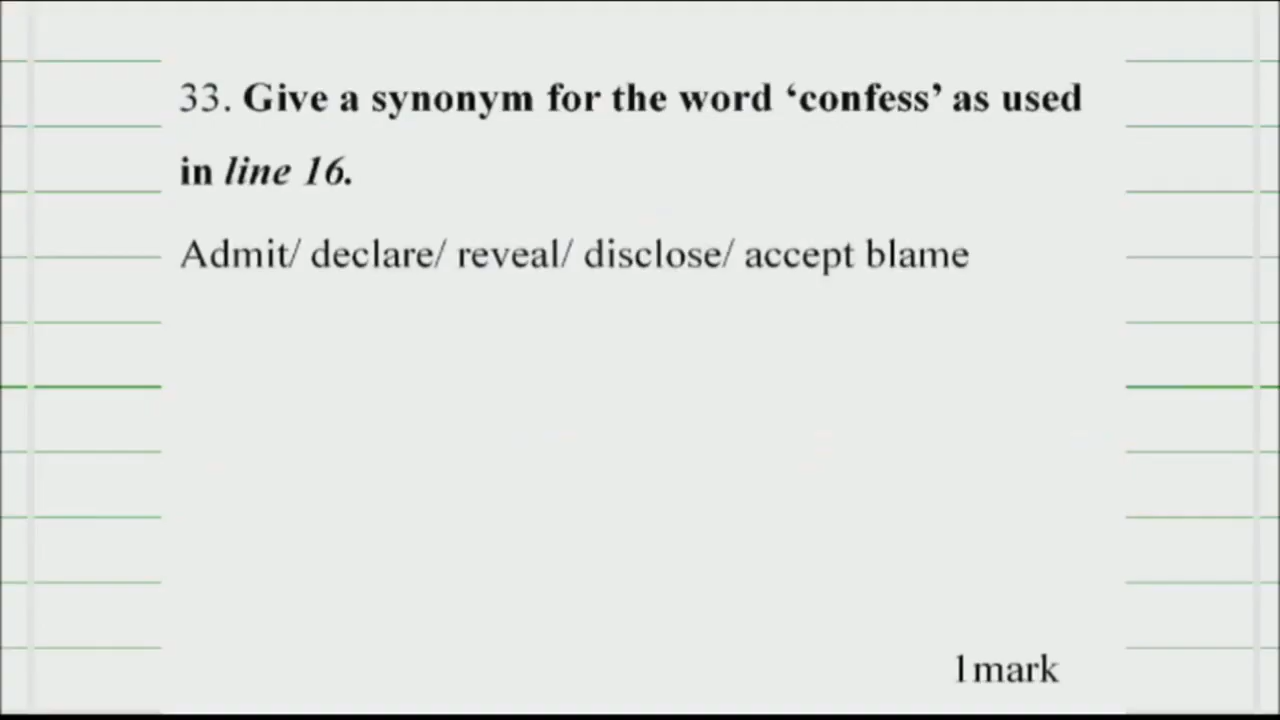 33. Give a synonym for the word ‘confess’ as used
in line 16.
Admit/ declare/ reveal/ disclose/ accept blame
1mark